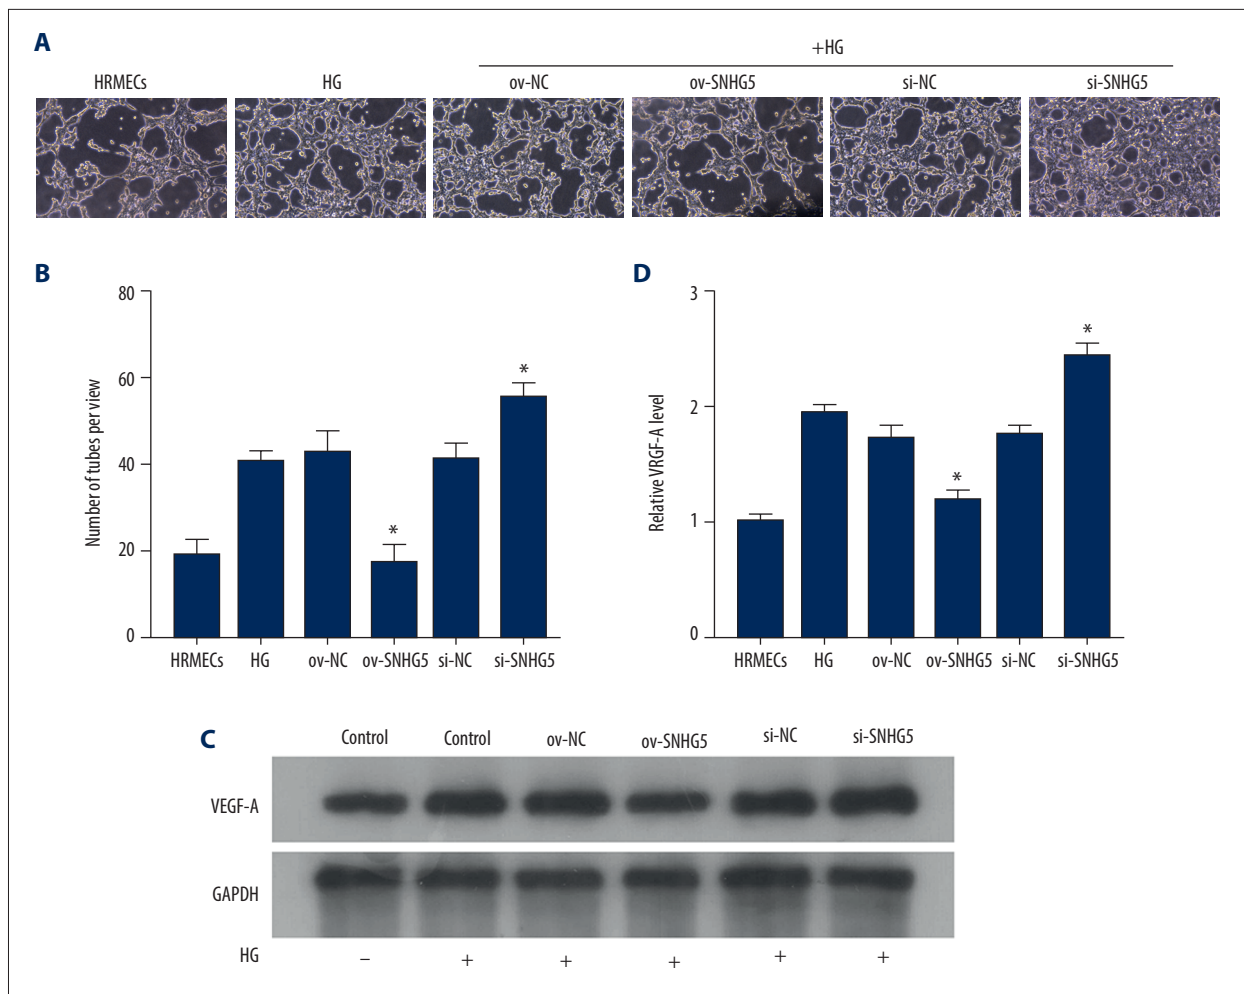 A
+HG
HRMECs HG ov-NC ov-SNHG5 si-NC si-SNHG5
B
Number of tubes per view
80
60
40
20
0
* *
HRMECs HG ov-NC ov-SNHG5 si-NC si-SNHG5
D
Relative VRGF-A level
3
2
1
0
* *
HRMECs HG ov-NC ov-SNHG5 si-NC si-SNHG5
C
Control Control ov-NC ov-SNHG5 si-NC si-SNHG5
VEGF-A
GAPDH
HG – + + + + +